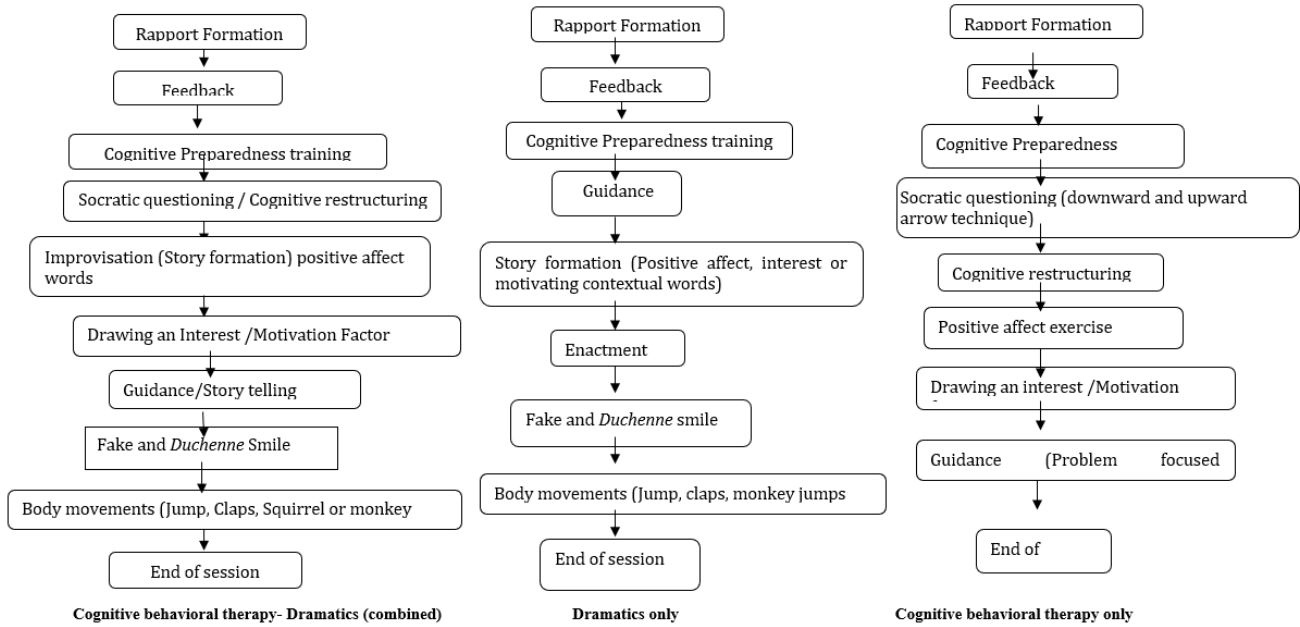 Rapport Formation
Feedback
Cognitive Preparedness training
Socratic questioning / Cognitive restructuring
Improvisation (Story formation) positive affect
words
Drawing an Interest /Motivation Factor
Guidance/Story telling
Fake and Duchenne Smile
Body movements (Jump, Claps, Squirrel or monkey
End of session
Cognitive behavioral therapy- Dramatics (combined)
Rapport Formation
Feedback
Cognitive Preparedness training
Guidance
Story formation (Positive affect, interest or
motivating contextual words)
Enactment
Fake and Duchenne smile
Body movements (Jump, claps, monkey jumps
End of session
Dramatics only
Rapport Formation
Feedback
Cognitive Preparedness
Socratic questioning (downward and upward
arrow technique)
Cognitive restructuring
Positive affect exercise
Drawing an interest /Motivation
Guidance (Problem focused
End of
Cognitive behavioral therapy only